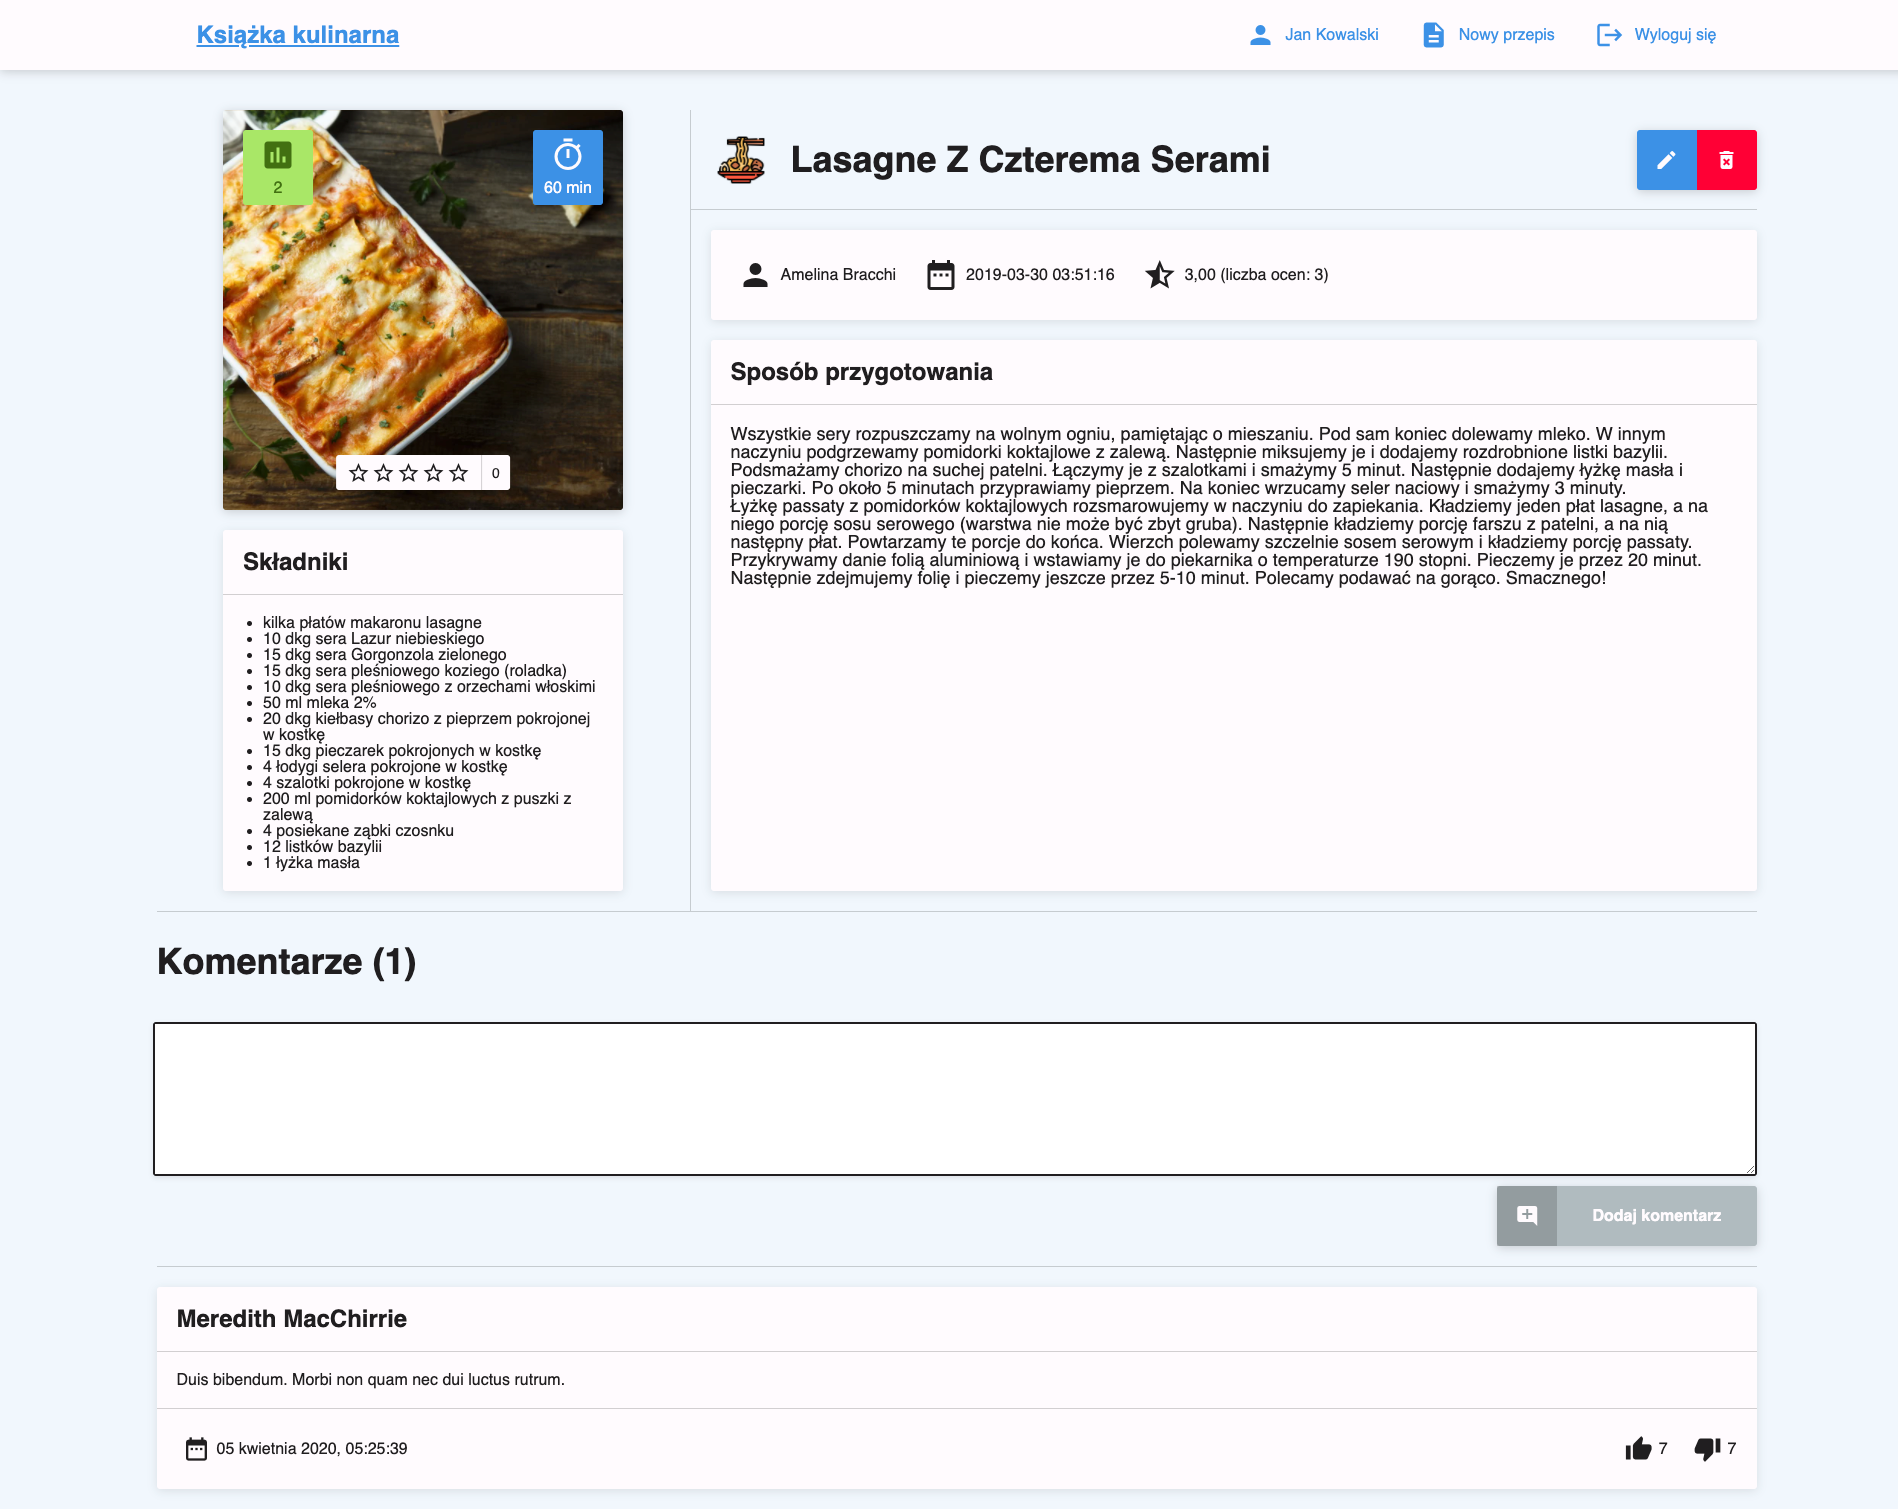 Książka kulinarna
Jan Kowalski
Nowy przepis
Wyloguj się
2
60 min
0
Lasagne Z Czterema Serami
Amelina Bracchi
2019-03-30 03:51:16
3,00 (liczba ocen: 3)
Składniki
kilka płatów makaronu lasagne
10 dkg sera Lazur niebieskiego
15 dkg sera Gorgonzola zielonego
15 dkg sera pleśniowego koziego (roladka)
10 dkg sera pleśniowego z orzechami włoskimi
50 ml mleka 2%
20 dkg kiełbasy chorizo z pieprzem pokrojonej
w kostkę
15 dkg pieczarek pokrojonych w kostkę
4 łodygi selera pokrojone w kostkę
4 szalotki pokrojone w kostkę
200 ml pomidorków koktajlowych z puszki z
zalewą
4 posiekane ząbki czosnku
12 listków bazylii
1 łyżka masła
Sposób przygotowania
Wszystkie sery rozpuszczamy na wolnym ogniu, pamiętając o mieszaniu. Pod sam koniec dolewamy mleko. W innym
naczyniu podgrzewamy pomidorki koktajlowe z zalewą. Następnie miksujemy je i dodajemy rozdrobnione listki bazylii.
Podsmażamy chorizo na suchej patelni. Łączymy je z szalotkami i smażymy 5 minut. Następnie dodajemy łyżkę masła i
pieczarki. Po około 5 minutach przyprawiamy pieprzem. Na koniec wrzucamy seler naciowy i smażymy 3 minuty.
Łyżkę passaty z pomidorków koktajlowych rozsmarowujemy w naczyniu do zapiekania. Kładziemy jeden płat lasagne, a na
niego porcję sosu serowego (warstwa nie może być zbyt gruba). Następnie kładziemy porcję farszu z patelni, a na nią
następny płat. Powtarzamy te porcje do końca. Wierzch polewamy szczelnie sosem serowym i kładziemy porcję passaty.
Przykrywamy danie folią aluminiową i wstawiamy je do piekarnika o temperaturze 190 stopni. Pieczemy je przez 20 minut.
Następnie zdejmujemy folię i pieczemy jeszcze przez 5-10 minut. Polecamy podawać na gorąco. Smacznego!
Komentarze (1)
Dodaj komentarz
Meredith MacChirrie
Duis bibendum. Morbi non quam nec dui luctus rutrum.
05 kwietnia 2020, 05:25:39
7
7